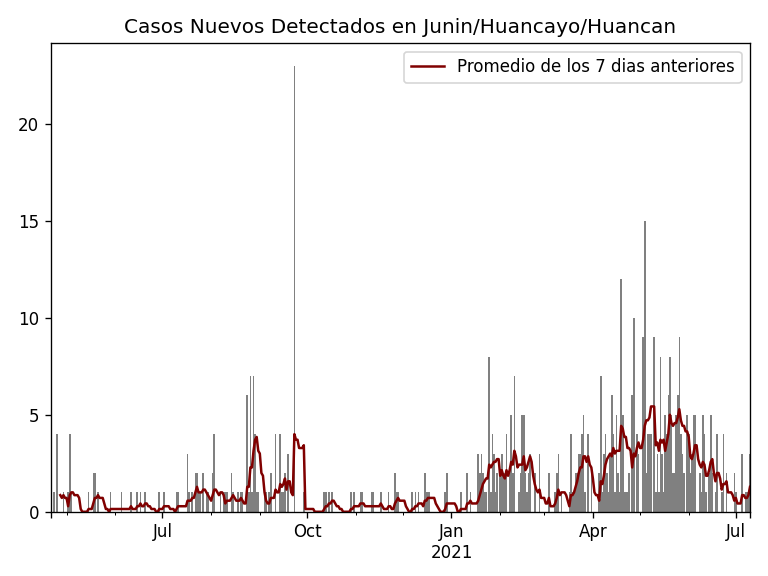 Casos Nuevos Detectados en Junin/Huancayo/Huancan
Promedio de los 7 dias anteriores
20
15
10
5
0
Jul
Oct
Jan
2021
Apr
Jul